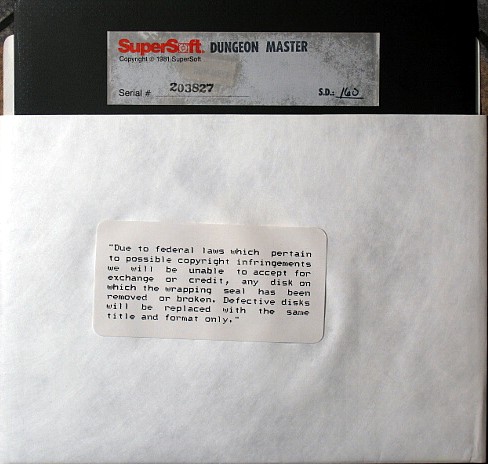 SuperSoft. DUNGEON MASTER
Copyright © 1981 SuperSoft
Serial # 203827 S.D.: 160
"Due to federal laws which pertain
to possible copyright infringements
we will be unable to accept for
exchange or credit, any disk on
which the wrapping seal has been
removed or broken. Defective disks
will be replaced with the same
title and format only."